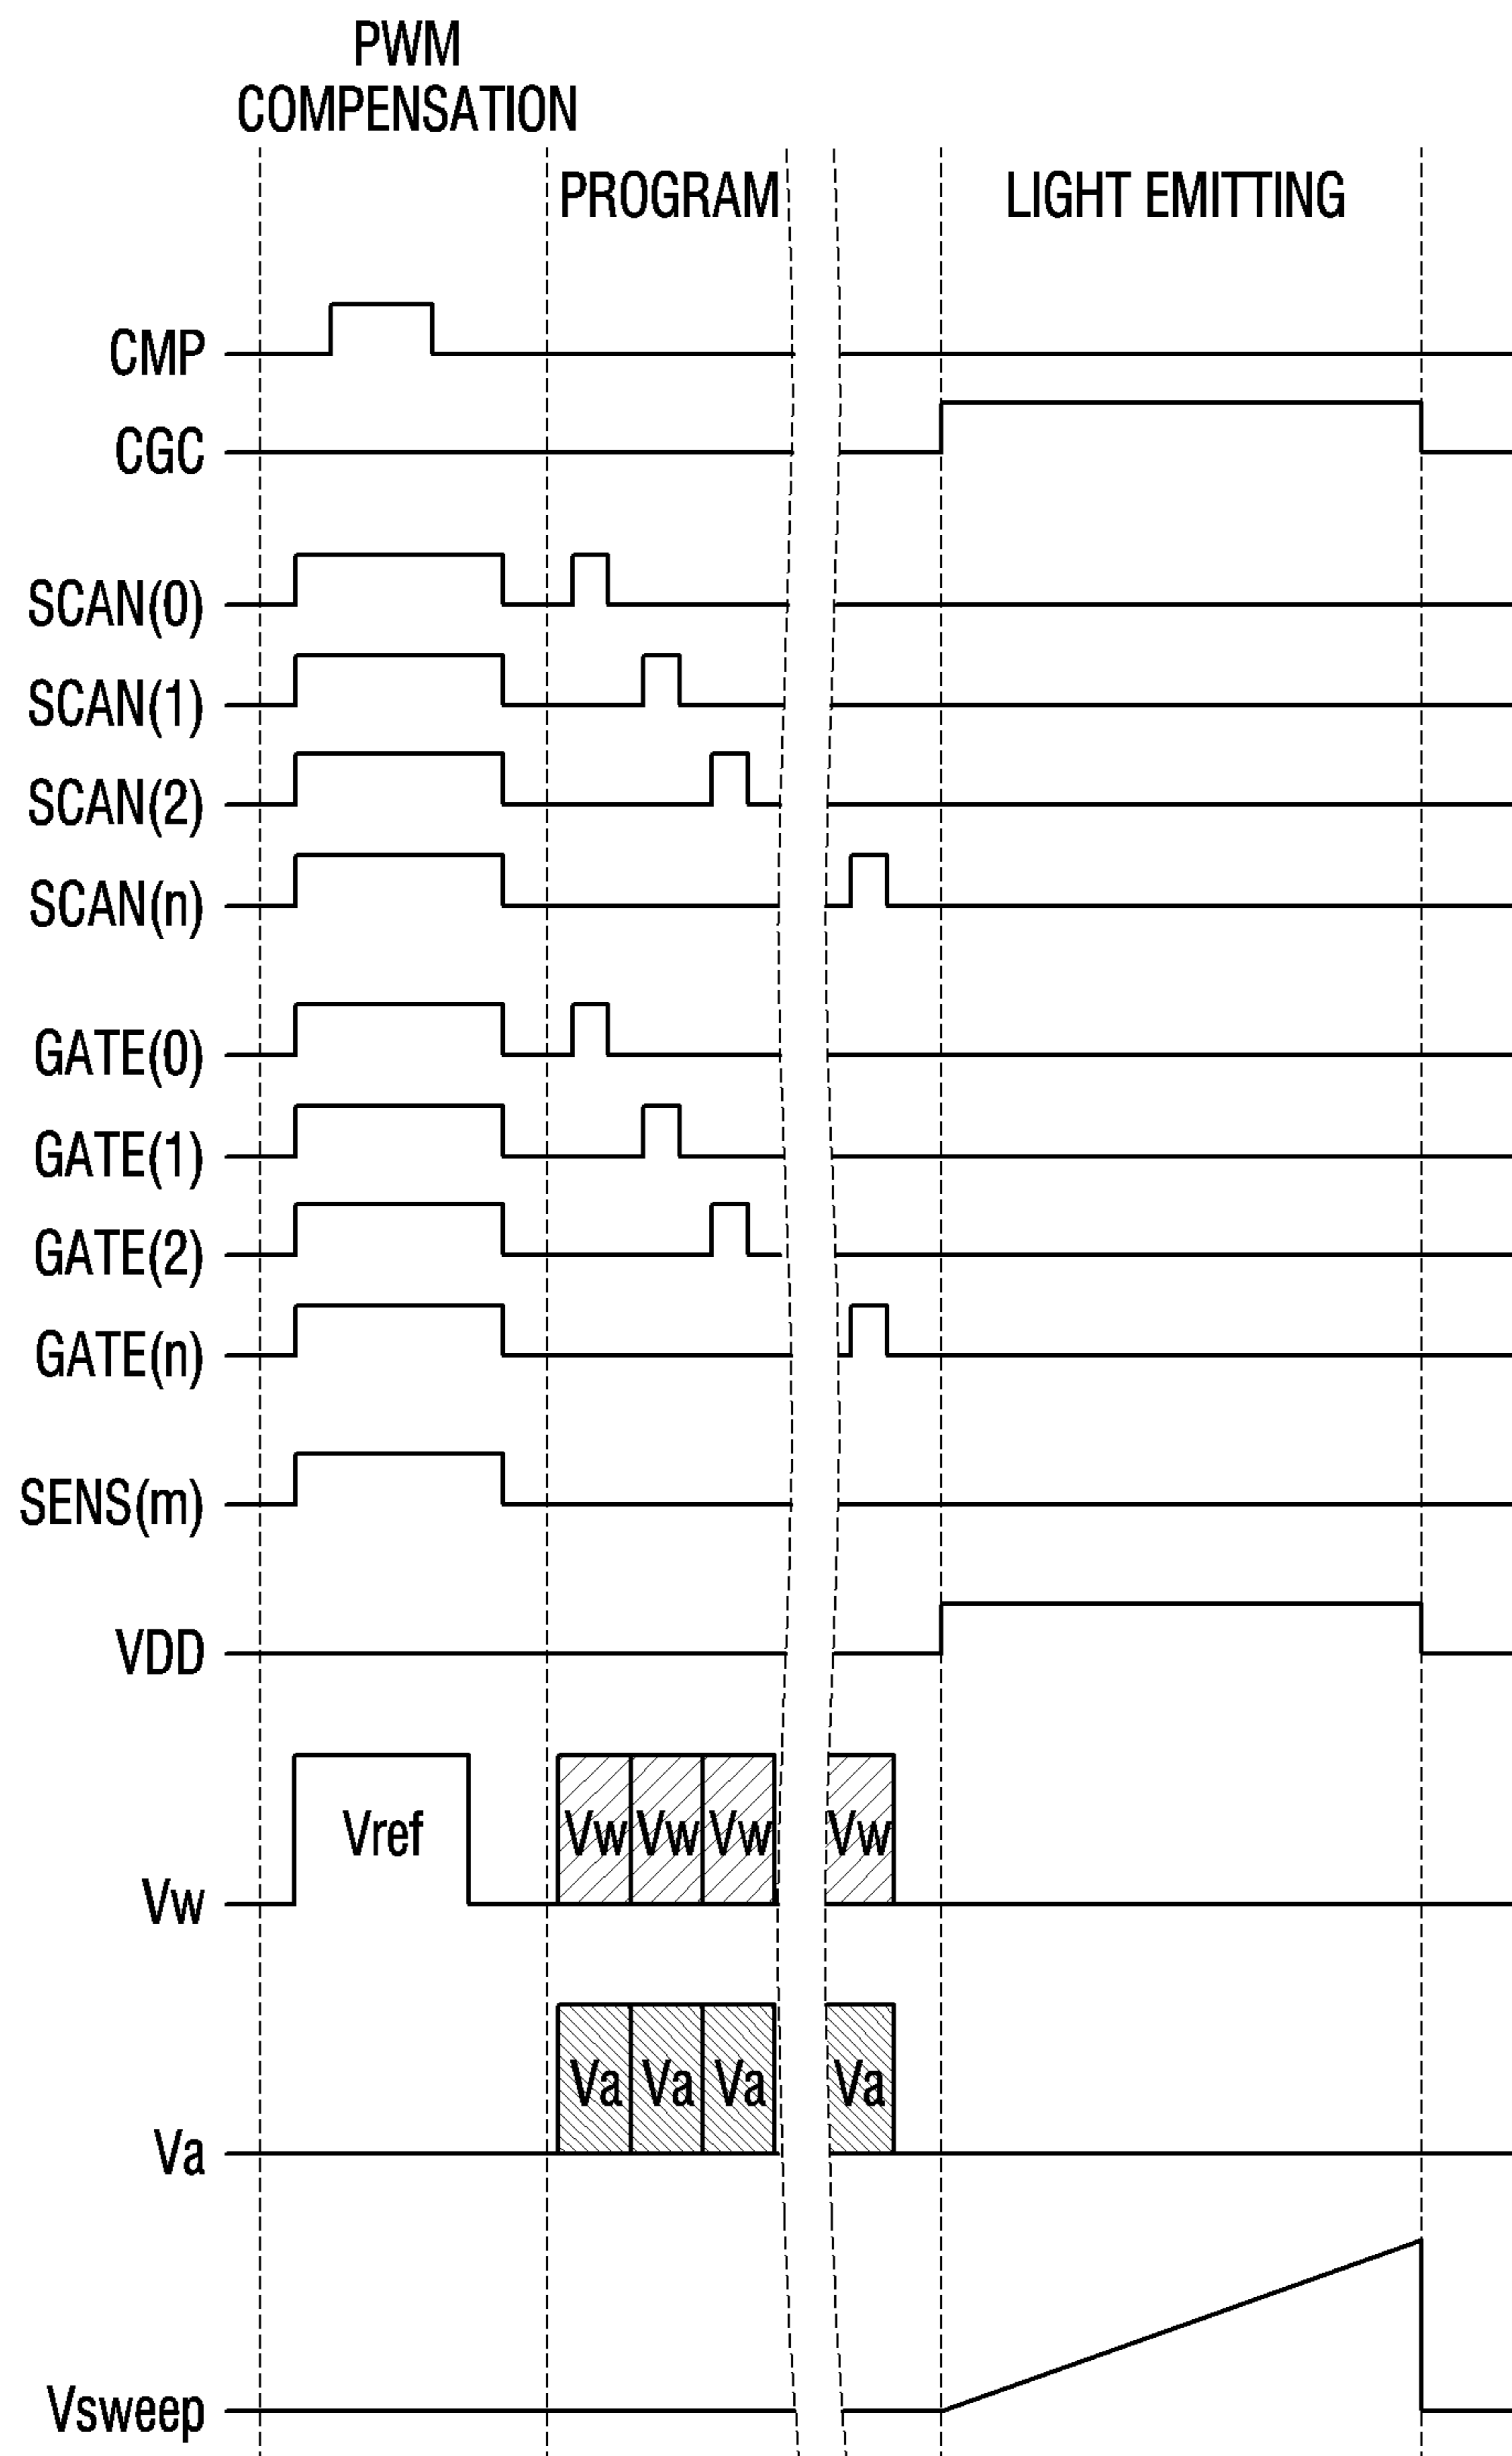 PWM
COMPENSATION
PROGRAM
LIGHT EMITTING
CMP
CGC
SCAN(0)
SCAN(1)
SCAN(2)
SCAN(n)
GATE(0)
GATE(1)
GATE(2)
GATE(n)
SENS(m)
VDD
Vref
Vw Vw Vw Vw
Vw
Va Va Va Va
Va
Vsweep